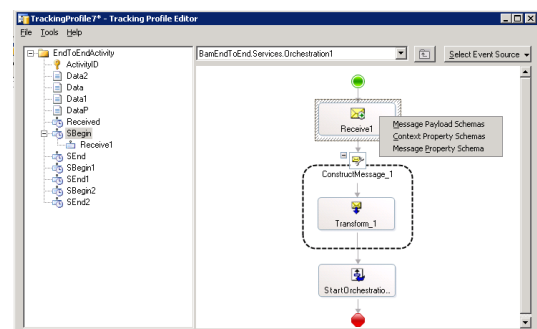 TrackingProfile7* - Tracking Profile Editor
File Tools Help
EndToEndActivity
ActivityID
Data2
Data
Data1
DataP
Received
SBegin
Receive1
SEnd
SBegin1
SEnd1
SBegin2
SEnd2
BamEndToEnd.Services.Orchestration1
Select Event Source
Receive1
Message Payload Schemas
Context Property Schemas
Message Property Schema
ConstructMessage_1
Transform_1
StartOrchestratio...